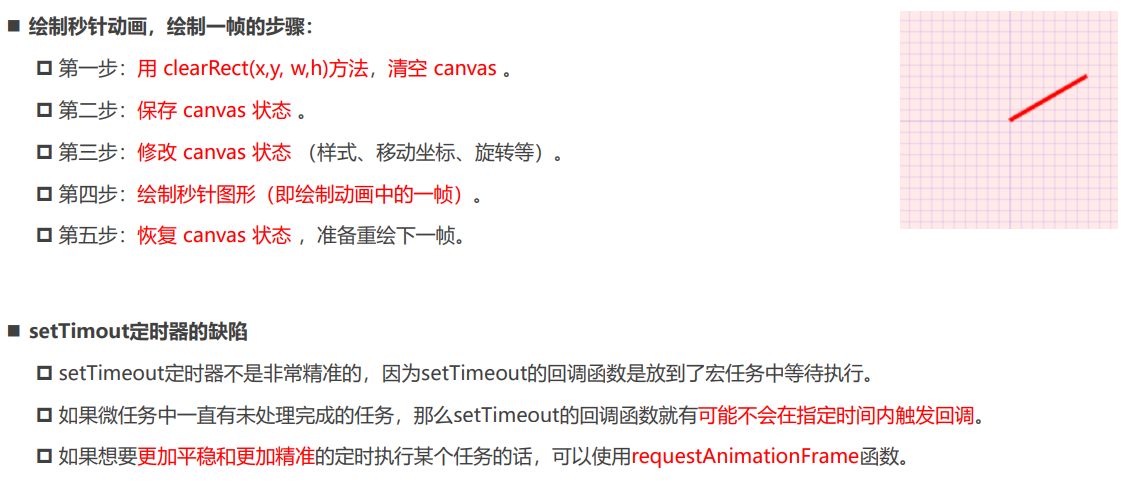 绘制秒针动画，绘制一帧的步骤：
第一步：用 clearRect(x,y, w,h)方法，清空 canvas 。
第二步：保存 canvas 状态 。
第三步：修改 canvas 状态 （样式、移动坐标、旋转等）。
第四步：绘制秒针图形（即绘制动画中的一帧）。
第五步：恢复 canvas 状态 ，准备重绘下一帧。
setTimout定时器的缺陷
setTimeout定时器不是非常精准的，因为setTimeout的回调函数是放到了宏任务中等待执行。
如果微任务中一直有未处理完成的任务，那么setTimeout的回调函数就有可能不会在指定时间内触发回调。
如果想要更加平稳和更加精准的定时执行某个任务的话，可以使用requestAnimationFrame函数。